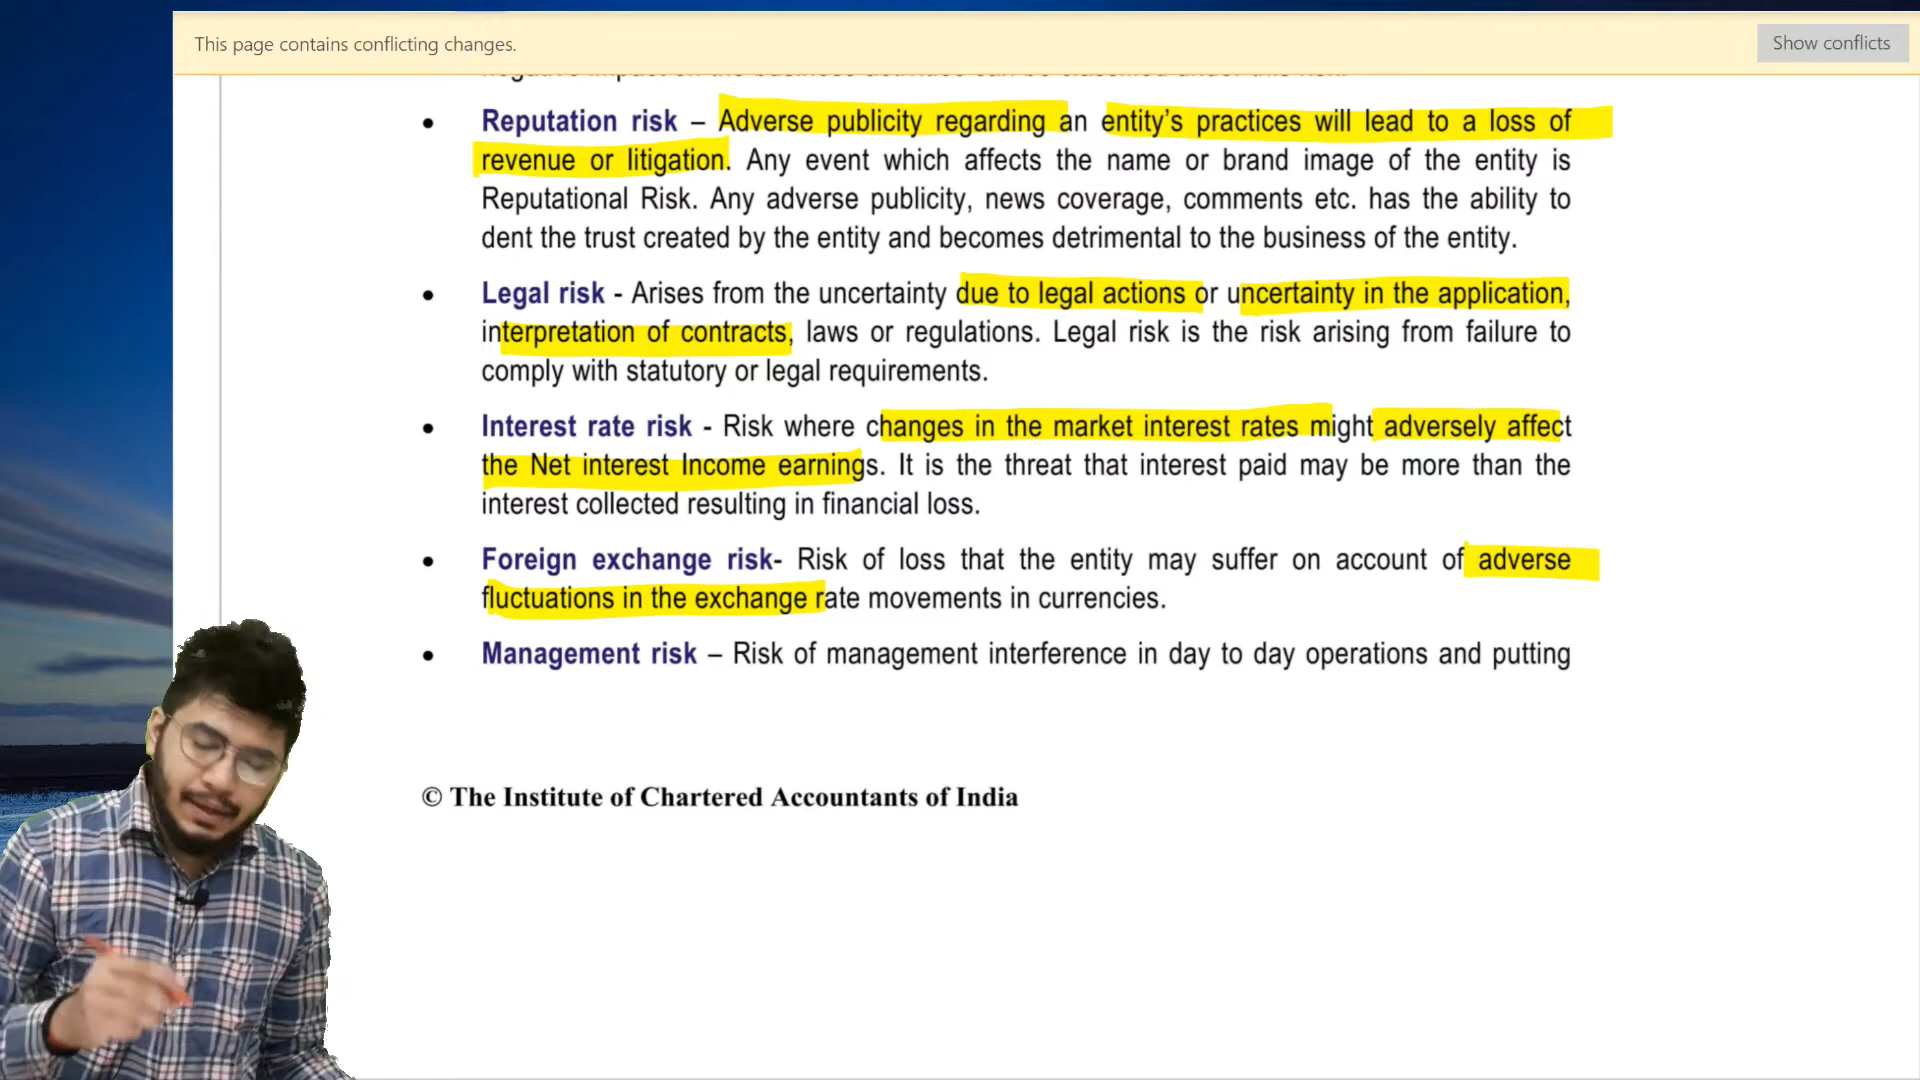 This page contains conflicting changes.
Show conflicts
• Reputation risk – Adverse publicity regarding an entity's practices will lead to a loss of
revenue or litigation. Any event which affects the name or brand image of the entity is
Reputational Risk. Any adverse publicity, news coverage, comments etc. has the ability to
dent the trust created by the entity and becomes detrimental to the business of the entity.
• Legal risk - Arises from the uncertainty due to legal actions or uncertainty in the application,
interpretation of contracts, laws or regulations. Legal risk is the risk arising from failure to
comply with statutory or legal requirements.
• Interest rate risk - Risk where changes in the market interest rates might adversely affect
the Net interest Income earnings. It is the threat that interest paid may be more than the
interest collected resulting in financial loss.
• Foreign exchange risk- Risk of loss that the entity may suffer on account of adverse
fluctuations in the exchange rate movements in currencies.
• Management risk – Risk of management interference in day to day operations and putting
© The Institute of Chartered Accountants of India